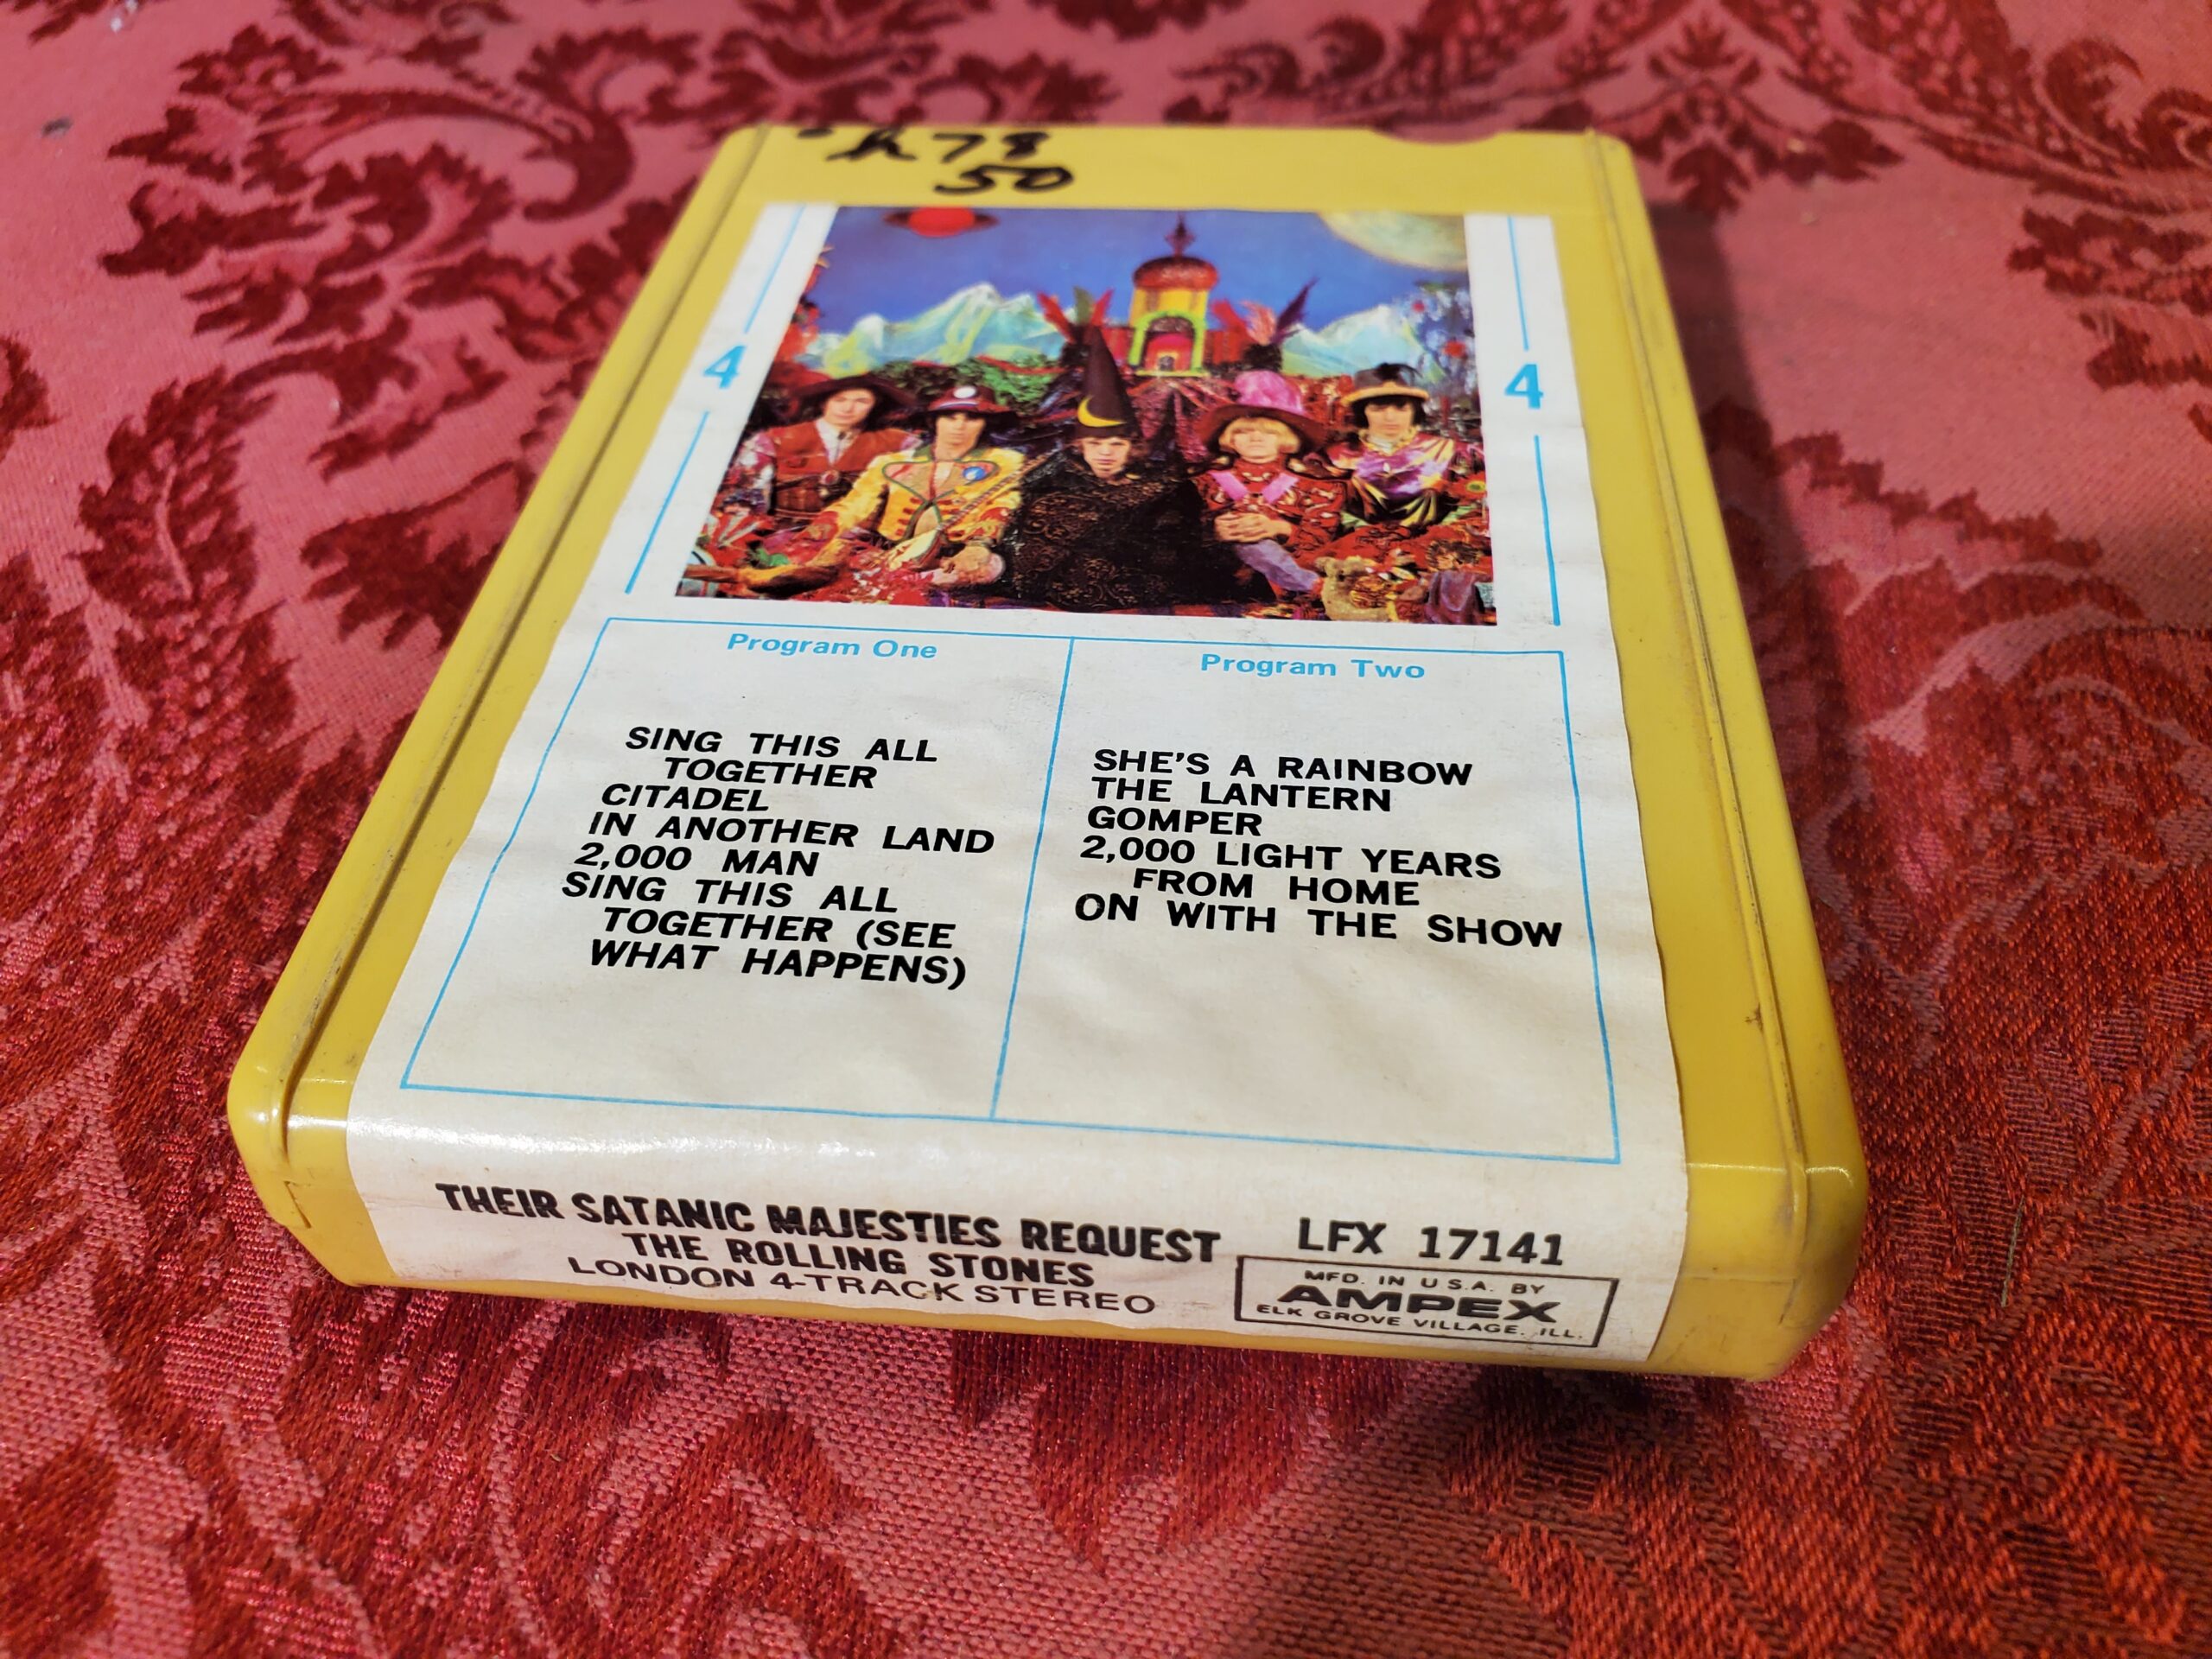 78
50
4
4
Program One
SING THIS ALL
TOGETHER
CITADEL
IN ANOTHER LAND
2,000 MAN
SING THIS ALL
TOGETHER (SEE
WHAT HAPPENS)
Program Two
SHE'S A RAINBOW
THE LANTERN
GOMPER
2,000 LIGHT YEARS
FROM HOME
ON WITH THE SHOW
THEIR SATANIC MAJESTIES REQUEST
THE ROLLING STONES
LONDON 4-TRACK STEREO
LFX 17141
MFD. IN U.S.A. BY
AMPEX
ELK GROVE VILLAGE, ILL.